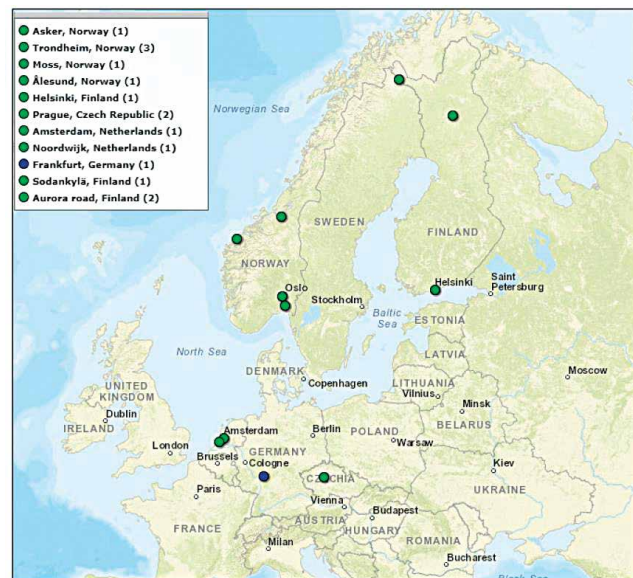 Asker, Norway (1)
Trondheim, Norway (3)
Moss, Norway (1)
Ålesund, Norway (1)
Helsinki, Finland (1)
Prague, Czech Republic (2)
Amsterdam, Netherlands (1)
Noordwijk, Netherlands (1)
Frankfurt, Germany (1)
Sodankylä, Finland (1)
Aurora road, Finland (2)
Norwegian Sea
SWEDEN
FINLAND
NORWAY
Oslo
Helsinki
Saint
Petersburg
Stockholm
Baltic
Sea
ESTONIA
North Sea
LATVIA
DENMARK
Copenhagen
Moscow
LITHUANIA
UNITED
KINGDOM
Vilnius
Minsk
Dublin
IRELAND
BELARUS
Amsterdam
Berlin
POLAND
Warsaw
London
GERMANY
Brussels
Cologne
Kiev
CZECHIA
UKRAINE
Paris
Vienna
Budapest
AUSTRIA
FRANCE
HUNGARY
ROMANIA
Milan
Bucharest
Black Sea